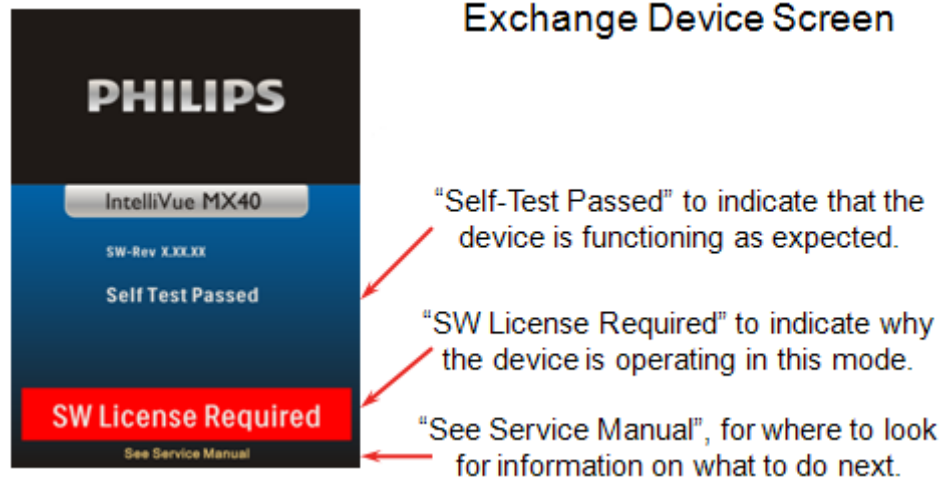 Exchange Device Screen
PHILIPS
IntelliVue MX40
SW-Rev X.XX.XX
Self Test Passed
SW License Required
See Service Manual
“Self-Test Passed” to indicate that the
device is functioning as expected.
“SW License Required” to indicate why
the device is operating in this mode.
“See Service Manual”, for where to look
for information on what to do next.